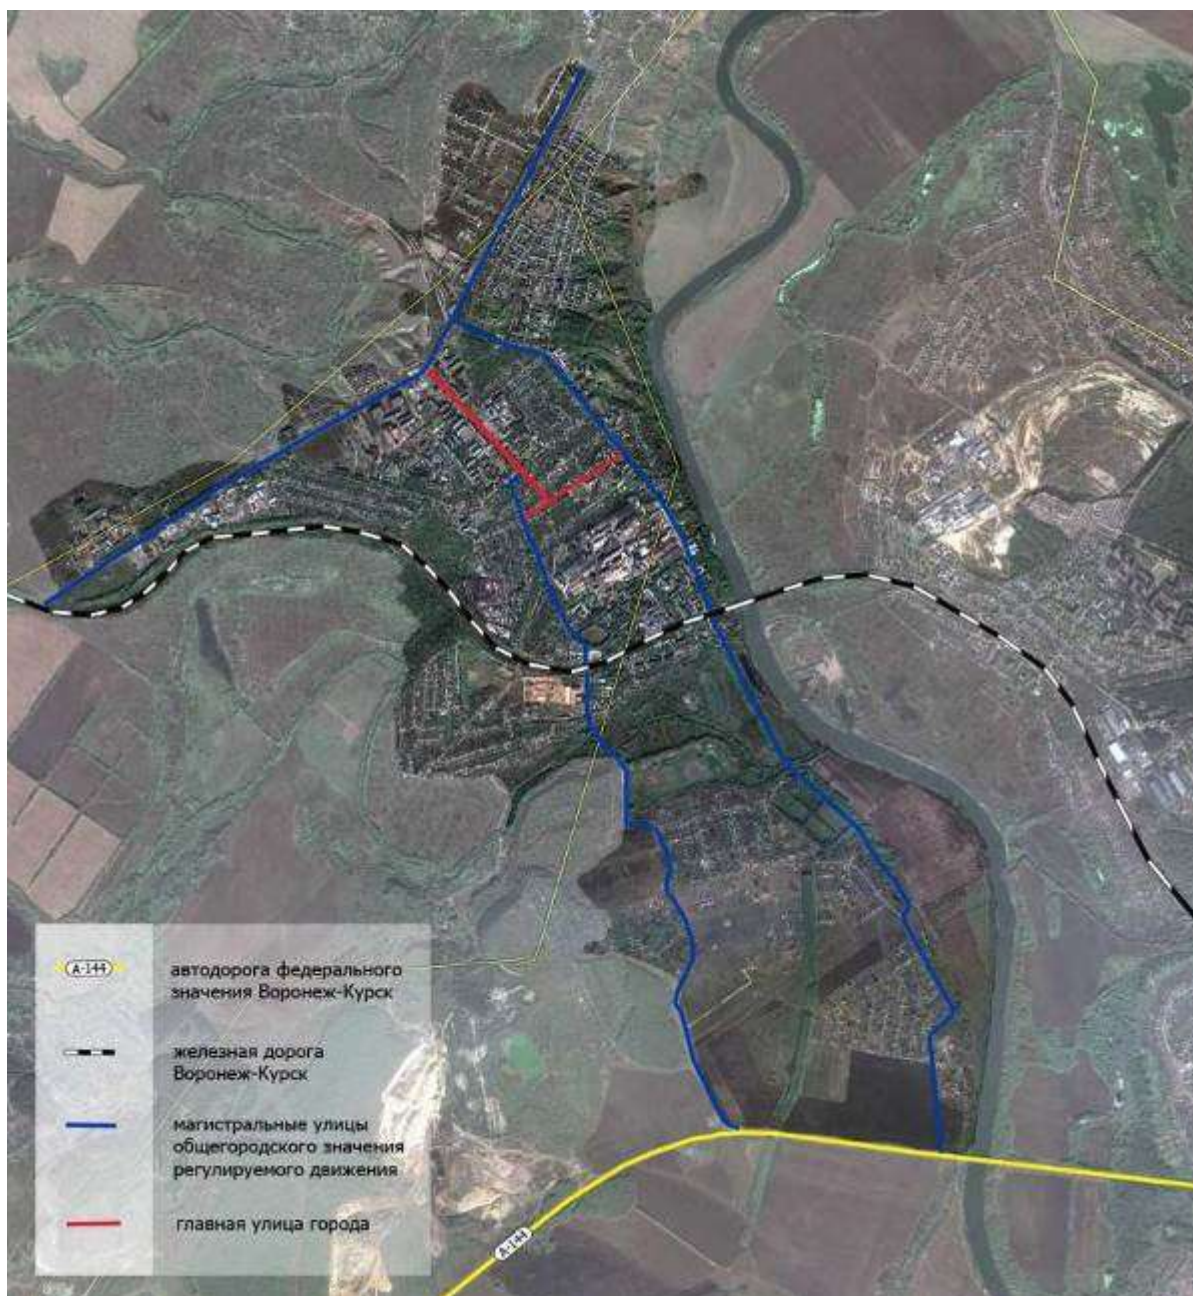 А-144
автодорога федерального
значения Воронеж-Курск
железная дорога
Воронеж-Курск
магистральные улицы
общегородского значения
регулируемого движения
главная улица города
А-144